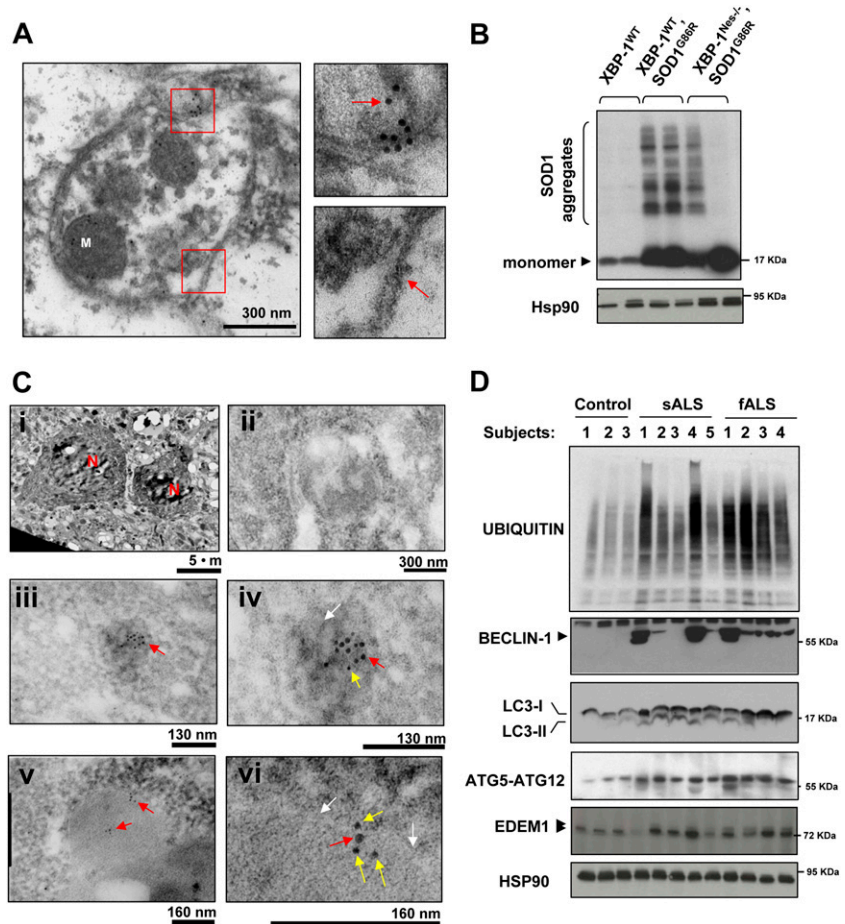 A
M
300 nm
B
XBP-1WT
XBP-1WT, SOD1G86R
XBP-1Nes-/-, SOD1G86R
SOD1 aggregates
monomer
17 KDa
95 KDa
Hsp90
C
i
N
N
5 • m
ii
300 nm
iii
130 nm
iv
130 nm
v
160 nm
vi
160 nm
D
Control sALS fALS
Subjects: 1 2 3 1 2 3 4 5 1 2 3 4
UBIQUITIN
BECLIN-1
55 KDa
LC3-I
17 KDa
LC3-II
ATG5-ATG12
55 KDa
EDEM1
72 KDa
HSP90
95 KDa